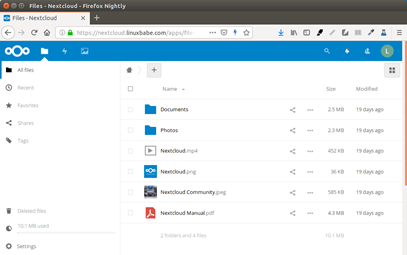 Files - Nextcloud - Firefox Nightly
Files - Nextcloud
https://nextcloud.linuxbabe.com/apps/file
L
All files
Name
Size
Modified
Recent
Documents
2.5 MB
19 days ago
Favorites
Photos
2.3 MB
19 days ago
Shares
Nextcloud.mp4
452 KB
19 days ago
Tags
Nextcloud.png
36 KB
19 days ago
Nextcloud Community.jpeg
585 KB
19 days ago
Deleted files
Nextcloud Manual.pdf
4.3 MB
19 days ago
10.1 MB used
2 folders and 4 files
10.1 MB
Settings